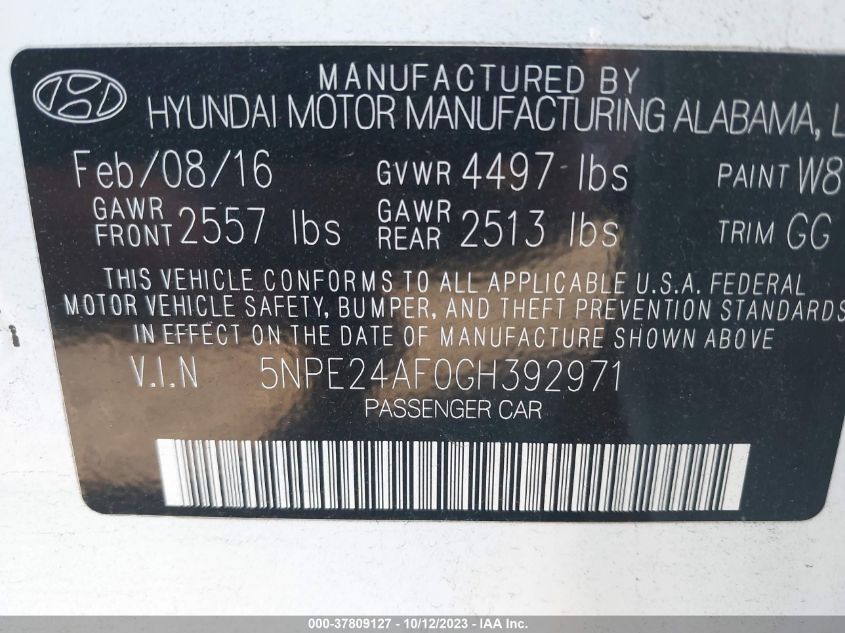 MANUFACTURED BY
HYUNDAI MOTOR MANUFACTURING ALABAMA, L
Feb/08/16 GVWR 4497 lbs PAINT W8
GAWR FRONT 2557 lbs GAWR REAR 2513 lbs TRIM GG
THIS VEHICLE CONFORMS TO ALL APPLICABLE U.S.A. FEDERAL
MOTOR VEHICLE SAFETY, BUMPER, AND THEFT PREVENTION STANDARDS
IN EFFECT ON THE DATE OF MANUFACTURE SHOWN ABOVE.
V.I.N 5NPE24AF0GH392971
PASSENGER CAR
000-37809127 - 10/12/2023 - IAA Inc.